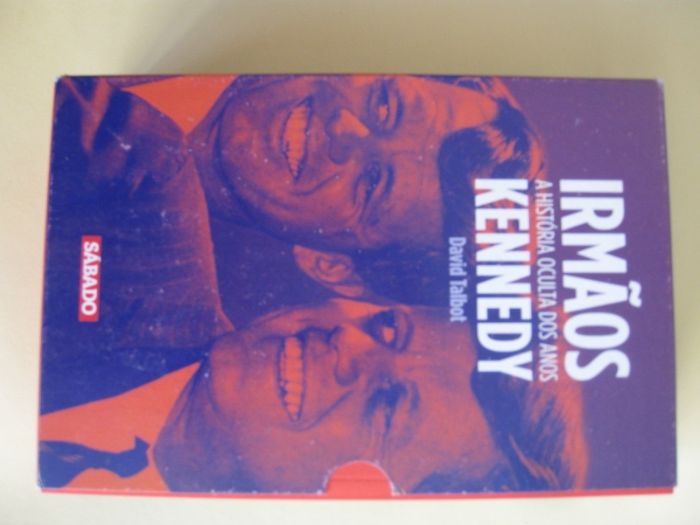 IRMÃOS
A HISTÓRIA OCULTA DOS ANOS
KENNEDY
David Talbot
SÁBADO